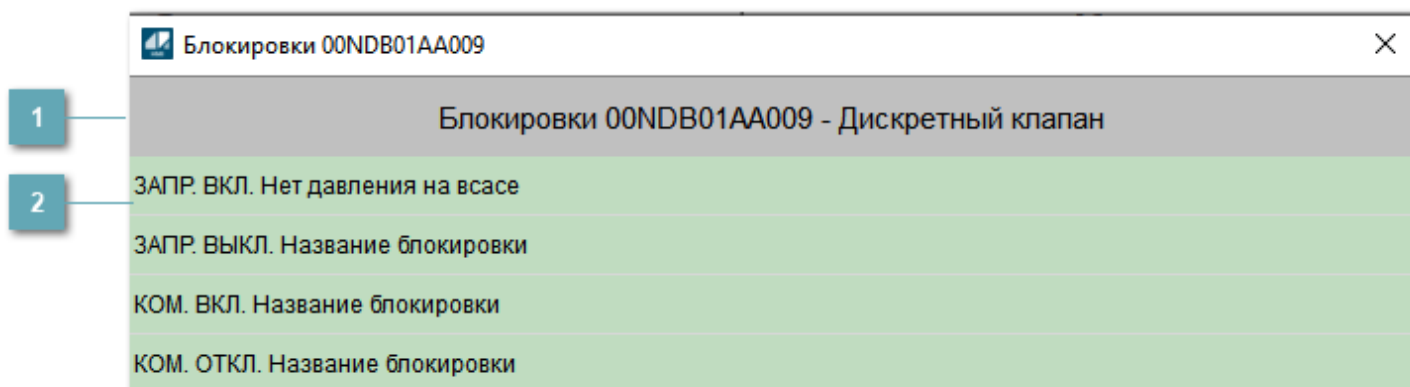 Блокировки 00NDB01AA009
1
Блокировки 00NDB01AA009 - Дискретный клапан
2
ЗАПР. ВКЛ. Нет давления на всасе
ЗАПР. ВЫКЛ. Название блокировки
КОМ. ВКЛ. Название блокировки
КОМ. ОТКЛ. Название блокировки